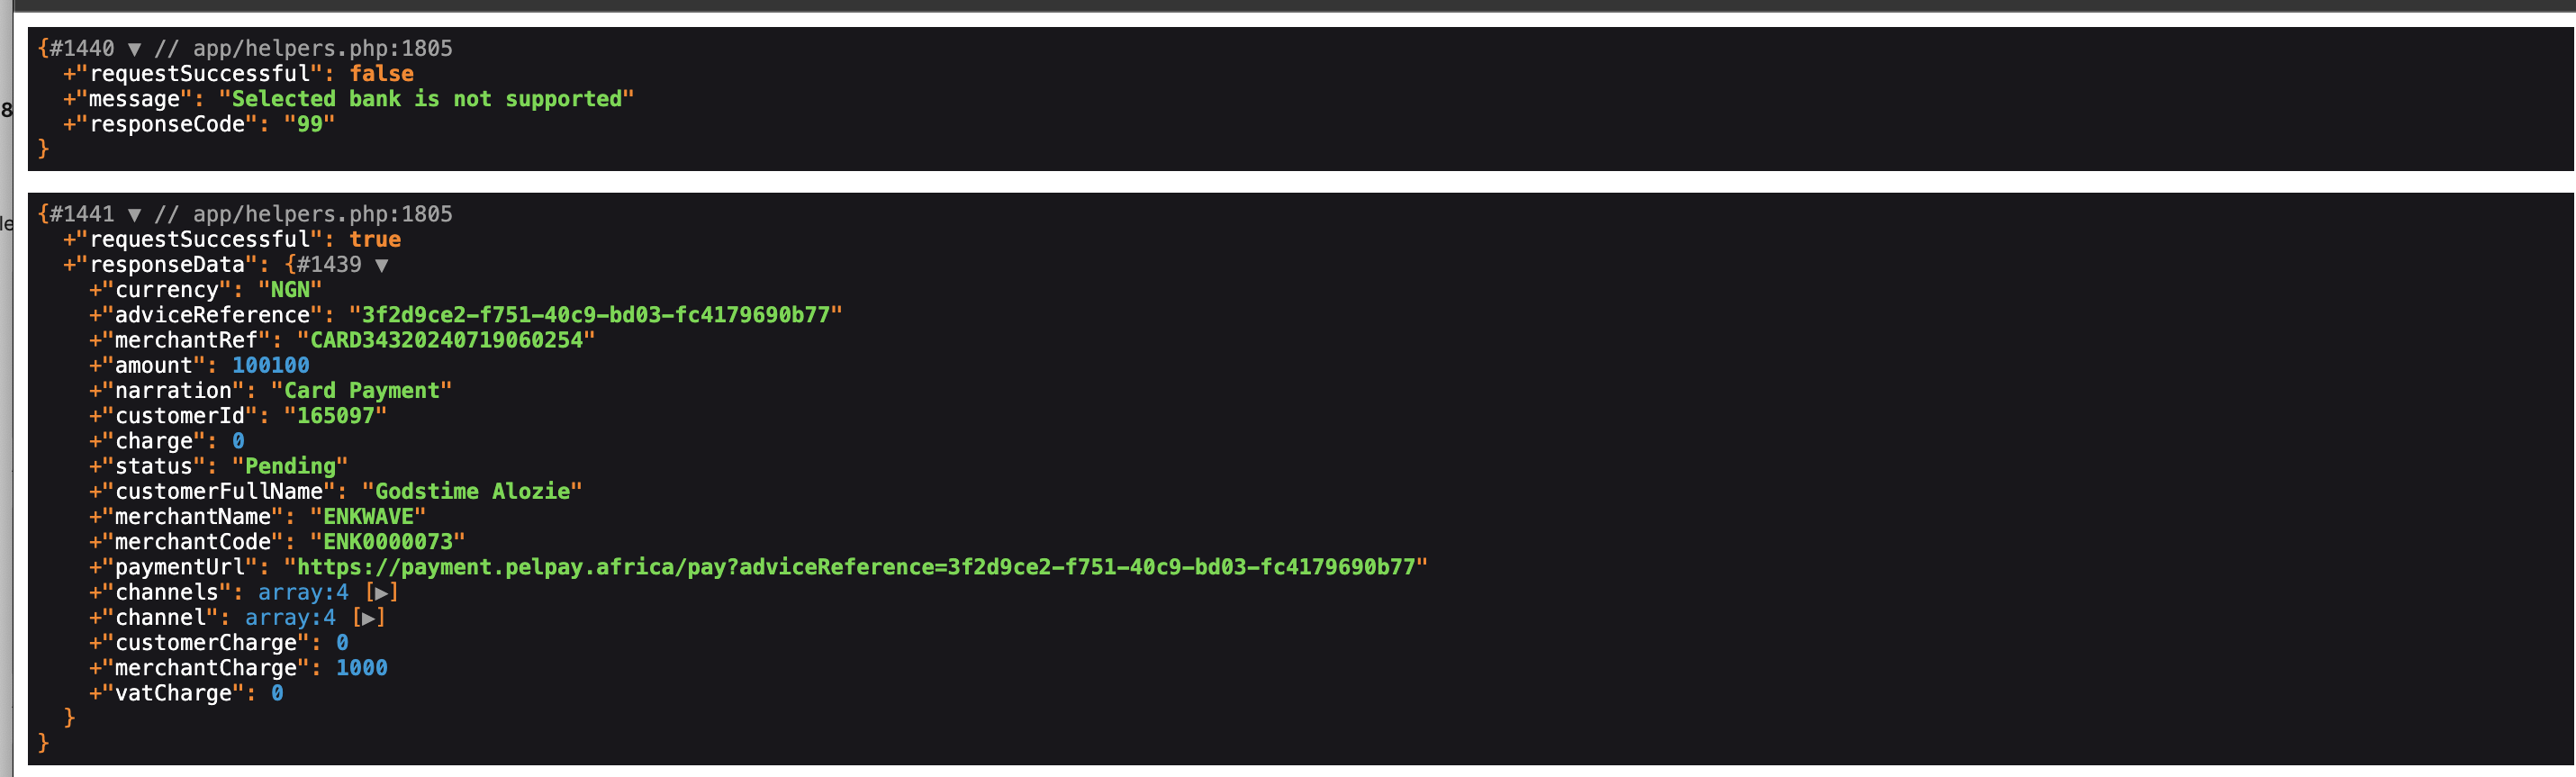 {#1440 ▼ // app/helpers.php:1805
+"requestSuccessful": false
+"message": "Selected bank is not supported"
+"responseCode": "99"
}
{#1441 ▼ // app/helpers.php:1805
+"requestSuccessful": true
+"responseData": {#1439 ▼
+"currency": "NGN"
+"adviceReference": "3f2d9ce2-f751-40c9-bd03-fc4179690b77"
+"merchantRef": "CARD34320240719060254"
+"amount": 100100
+"narration": "Card Payment"
+"customerId": "165097"
+"charge": 0
+"status": "Pending"
+"customerFullName": "Godstime Alozie"
+"merchantName": "ENKWAVE"
+"merchantCode": "ENK0000073"
+"paymentUrl": "https://payment.pelpay.africa/pay?adviceReference=3f2d9ce2-f751-40c9-bd03-fc4179690b77"
+"channels": array:4 [▶]
+"channel": array:4 [▶]
+"customerCharge": 0
+"merchantCharge": 1000
+"vatCharge": 0
}
}
8
le